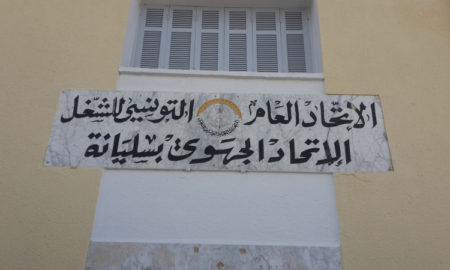 الاتحاد العام التونسي للشغل
الاتحاد الجهوي بسليانة